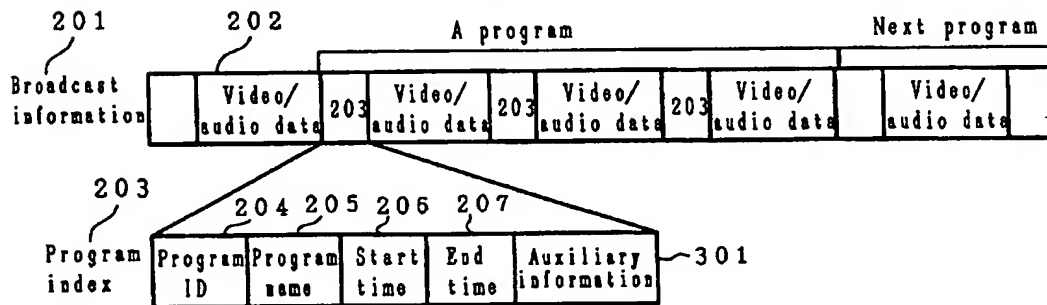 201
202
A program
Next program
Broadcast information
Video/ audio data
203
Video/ audio data
203
Video/ audio data
203
Video/ audio data
Video/ audio data
203
204
205
206
207
Program index
Program ID
Program name
Start time
End time
Auxiliary information
301